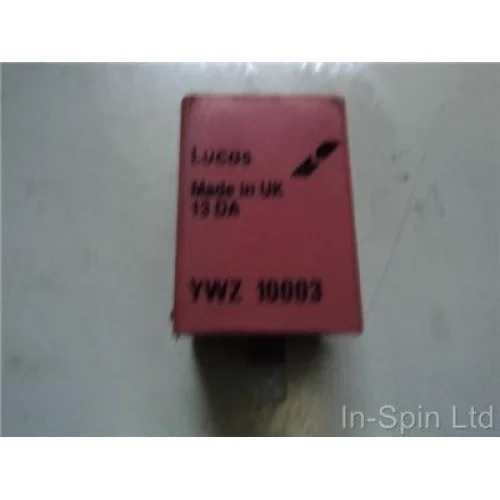 Lucas
Made in UK
13 DA
YWZ 10003
In-Spin Ltd